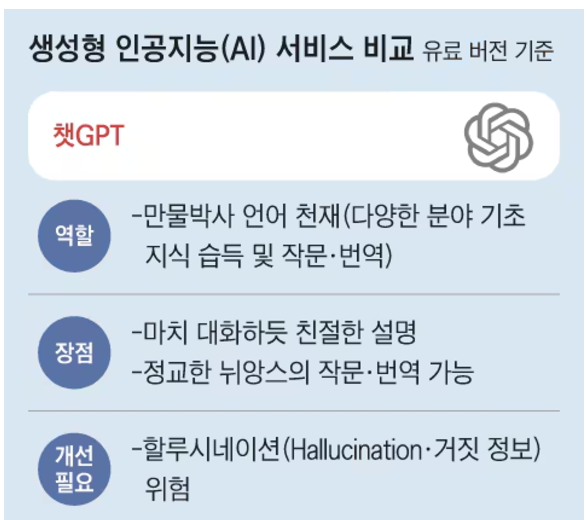 생성형 인공지능(AI) 서비스 비교 유료 버전 기준
챗GPT
역할
-만물박사 언어 천재(다양한 분야 기초
지식 습득 및 작문·번역)
장점
-마치 대화하듯 친절한 설명
-정교한 뉘앙스의 작문·번역 가능
개선
필요
-할루시네이션(Hallucination·거짓 정보)
위험